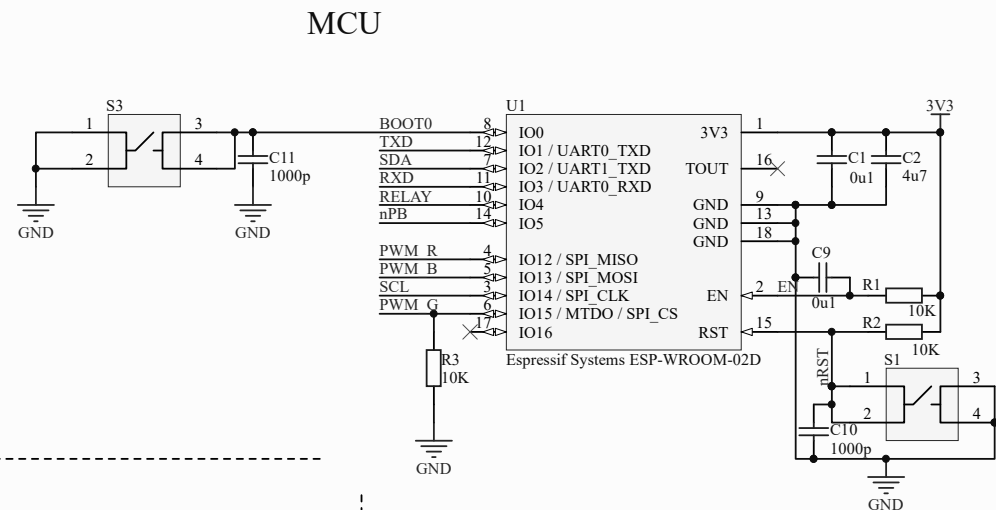 MCU
S3
1
2
3
4
GND
C11
1000p
GND
BOOT0
TXD
SDA
RXD
RELAY
nPB
PWM_R
PWM_B
SCL
PWM_G
R3
10K
GND
U1
8 IO0
12 IO1 / UART0_TXD
7 IO2 / UART1_TXD
11 IO3 / UART0_RXD
10 IO4
14 IO5
4 IO12 / SPI_MISO
5 IO13 / SPI_MOSI
3 IO14 / SPI_CLK
6 IO15 / MTDO / SPI_CS
17 IO16
3V3 1
TOUT 16
GND 9
GND 13
GND 18
EN 2 EN
RST 15
Espressif Systems ESP-WROOM-02D
3V3
C1
0u1
C2
4u7
C9
0u1
R1
10K
R2
10K
nRST
S1
1
2
3
4
C10
1000p
GND